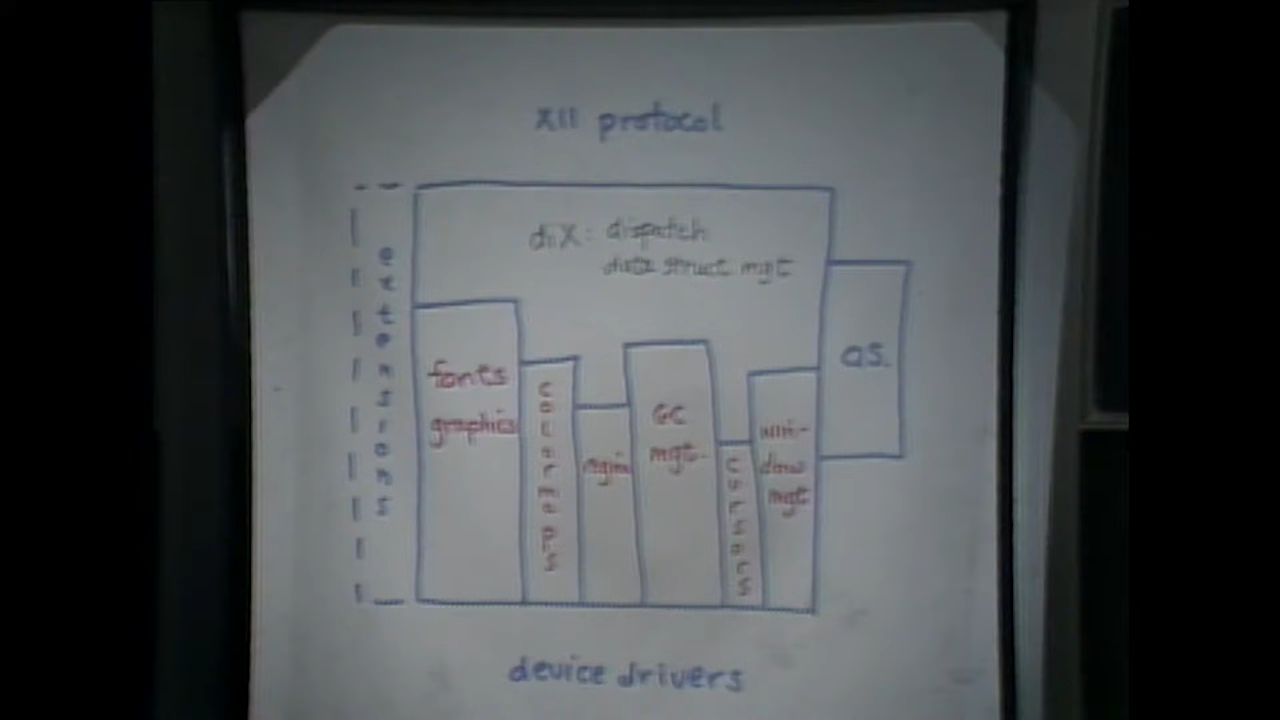 X11 protocol
extensions
diX: dispatch
data struct mgt
fonts
graphics
colormaps
rgin
GC
mgt.
cursors
win-
dow
mgt
OS.
device drivers